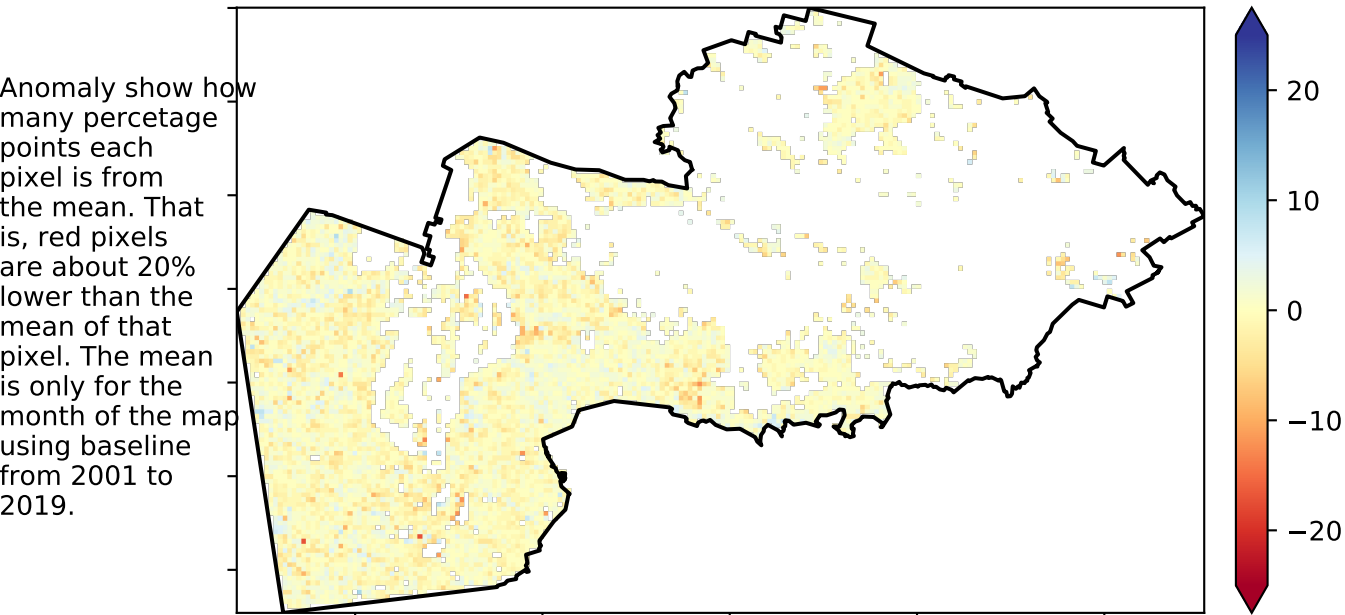 Anomaly show how
many percetage
points each
pixel is from
the mean. That
is, red pixels
are about 20%
lower than the
mean of that
pixel. The mean
is only for the
month of the map
using baseline
from 2001 to
2019.
20
10
0
−10
−20